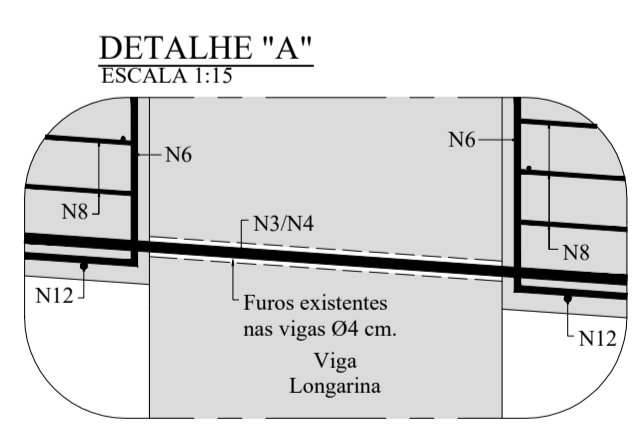 DETALHE "A"
ESCALA 1:15
N6
N6
N8
N3/N4
N8
N12
Furos existentes
nas vigas Ø4 cm.
N12
Viga
Longarina